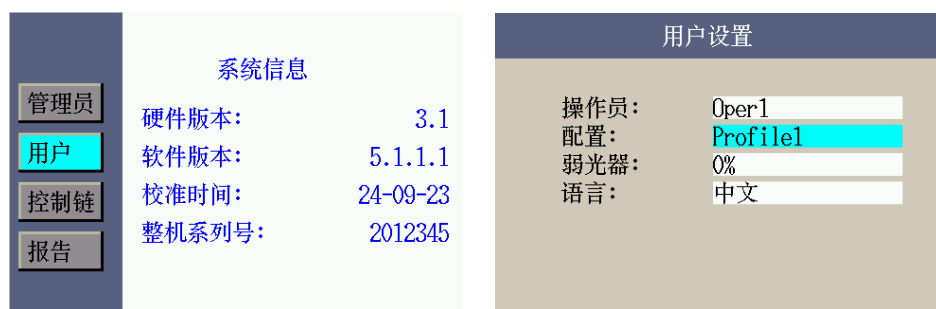 系统信息
管理员
用户
控制链
报告
硬件版本: 3.1
软件版本: 5.1.1.1
校准时间: 24-09-23
整机系列号: 2012345
用户设置
操作员: Oper1
配置: Profile1
弱光器: 0%
语言: 中文